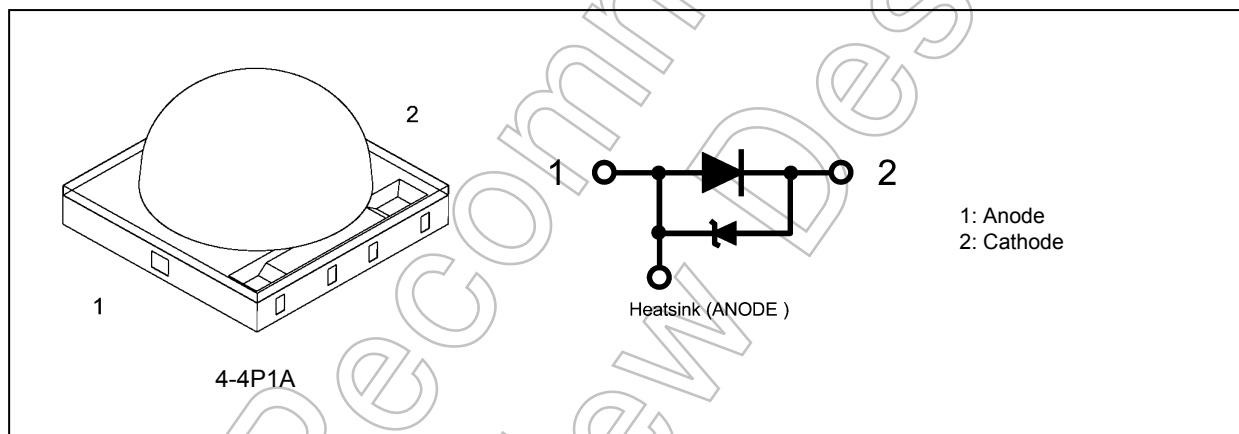 2
1
4-4P1A
1
2
Heatsink (ANODE )
1: Anode
2: Cathode